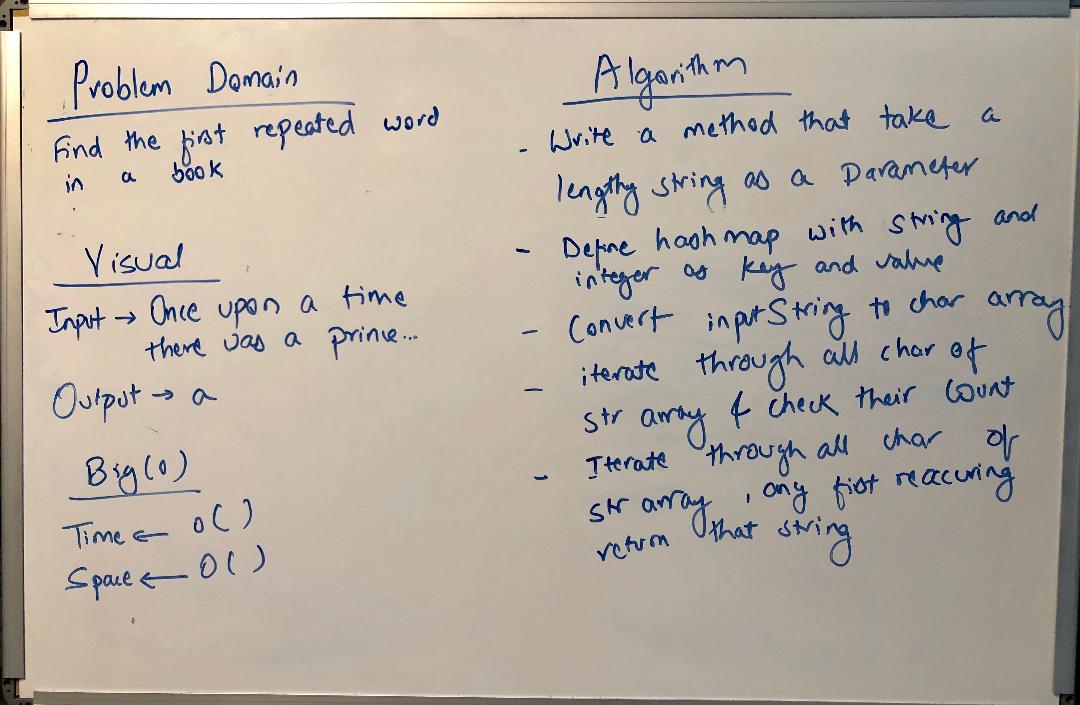 Problem Domain
Find the first repeated word
in a book
Visual
Input → Once upon a time
there was a prince...
Output → a
Big(o)
Time ← o( )
Space ← O( )
Algorithm
- Write a method that take a
lengthy string as a Parameter
- Define hashmap with string and
integer as key and value
- Convert inputString to char array
- iterate through all char of
str array & check their Count
- Iterate through all char of
str array, any first reaccuring
return that string